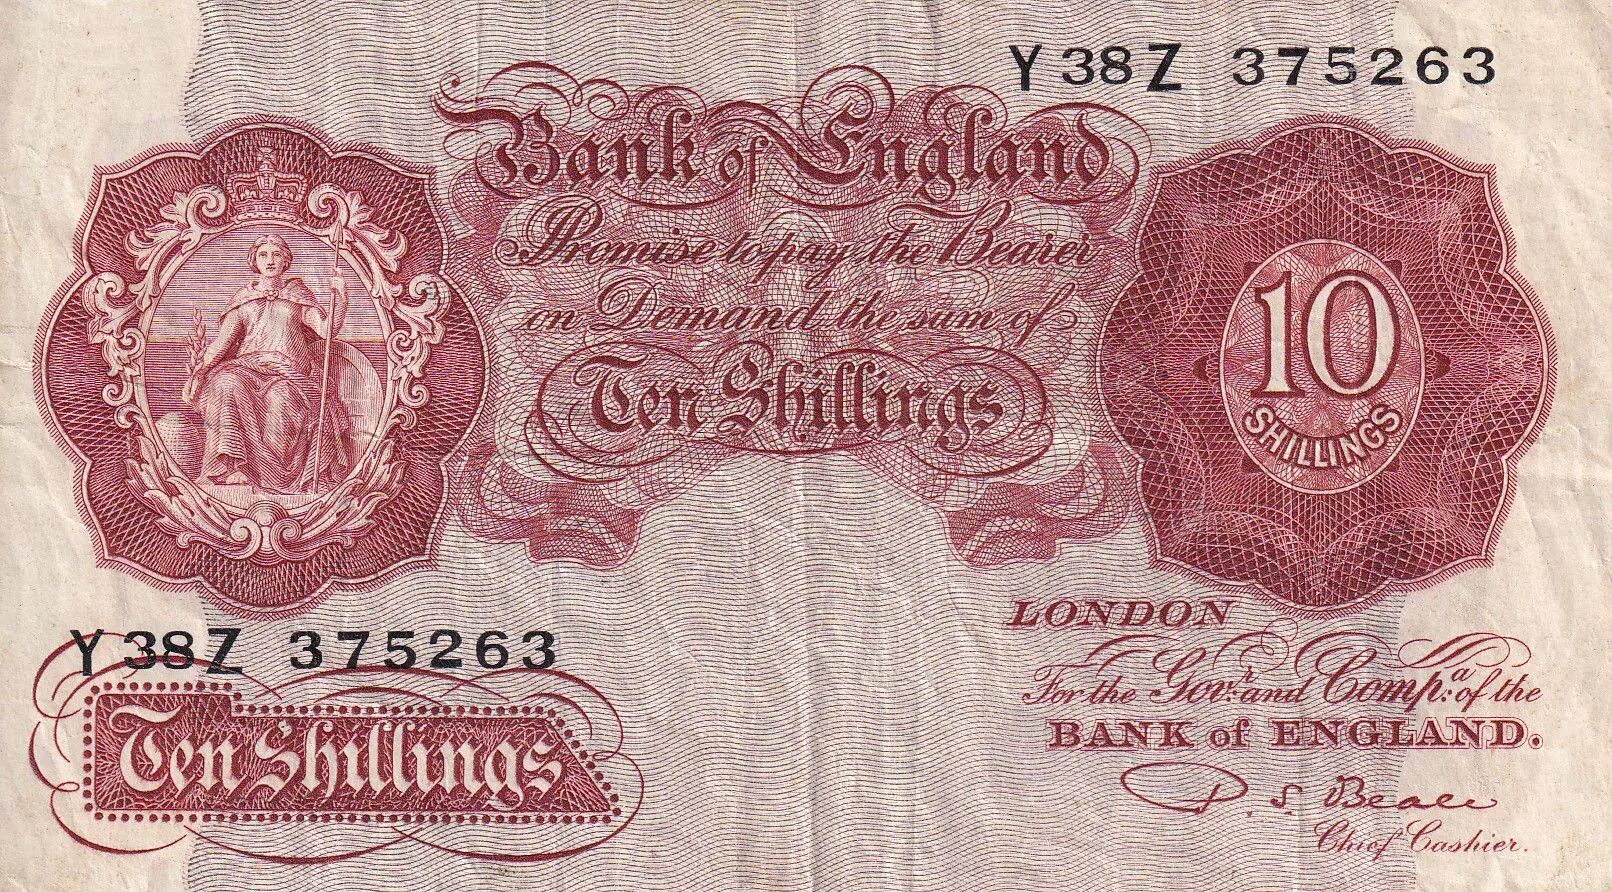 Y38Z 375263
Bank of England
Promise to pay the Bearer
on Demand the sum of
Ten Shillings
10
SHILLINGS
Y38Z 375263
Ten Shillings
LONDON
For the Govr. and Compa. of the
BANK of ENGLAND.
P. S. Beale
Chief Cashier.